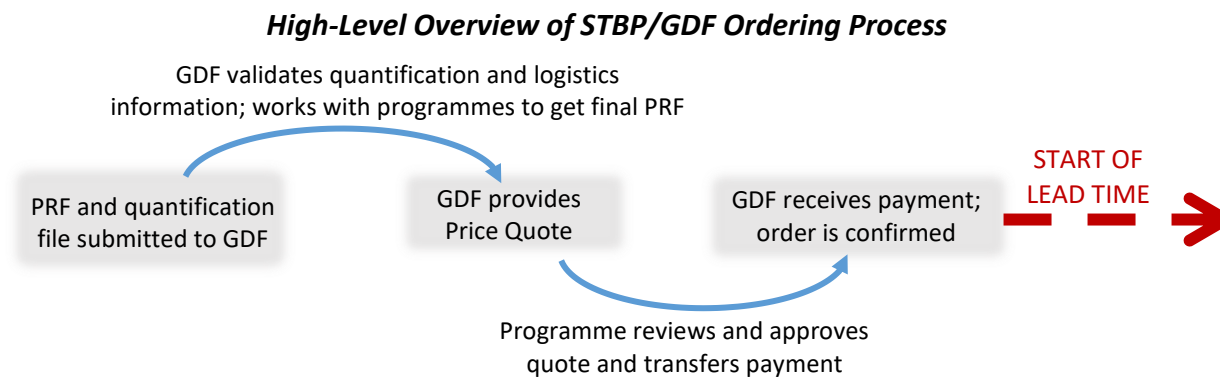 High-Level Overview of STBP/GDF Ordering Process
GDF validates quantification and logistics
information; works with programmes to get final PRF
PRF and quantification
file submitted to GDF
GDF provides
Price Quote
GDF receives payment;
order is confirmed
START OF
LEAD TIME
Programme reviews and approves
quote and transfers payment